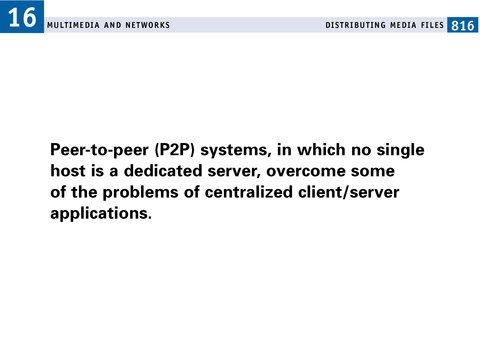 16
MULTIMEDIA AND NETWORKS
DISTRIBUTING MEDIA FILES
816
Peer-to-peer (P2P) systems, in which no single
host is a dedicated server, overcome some
of the problems of centralized client/server
applications.